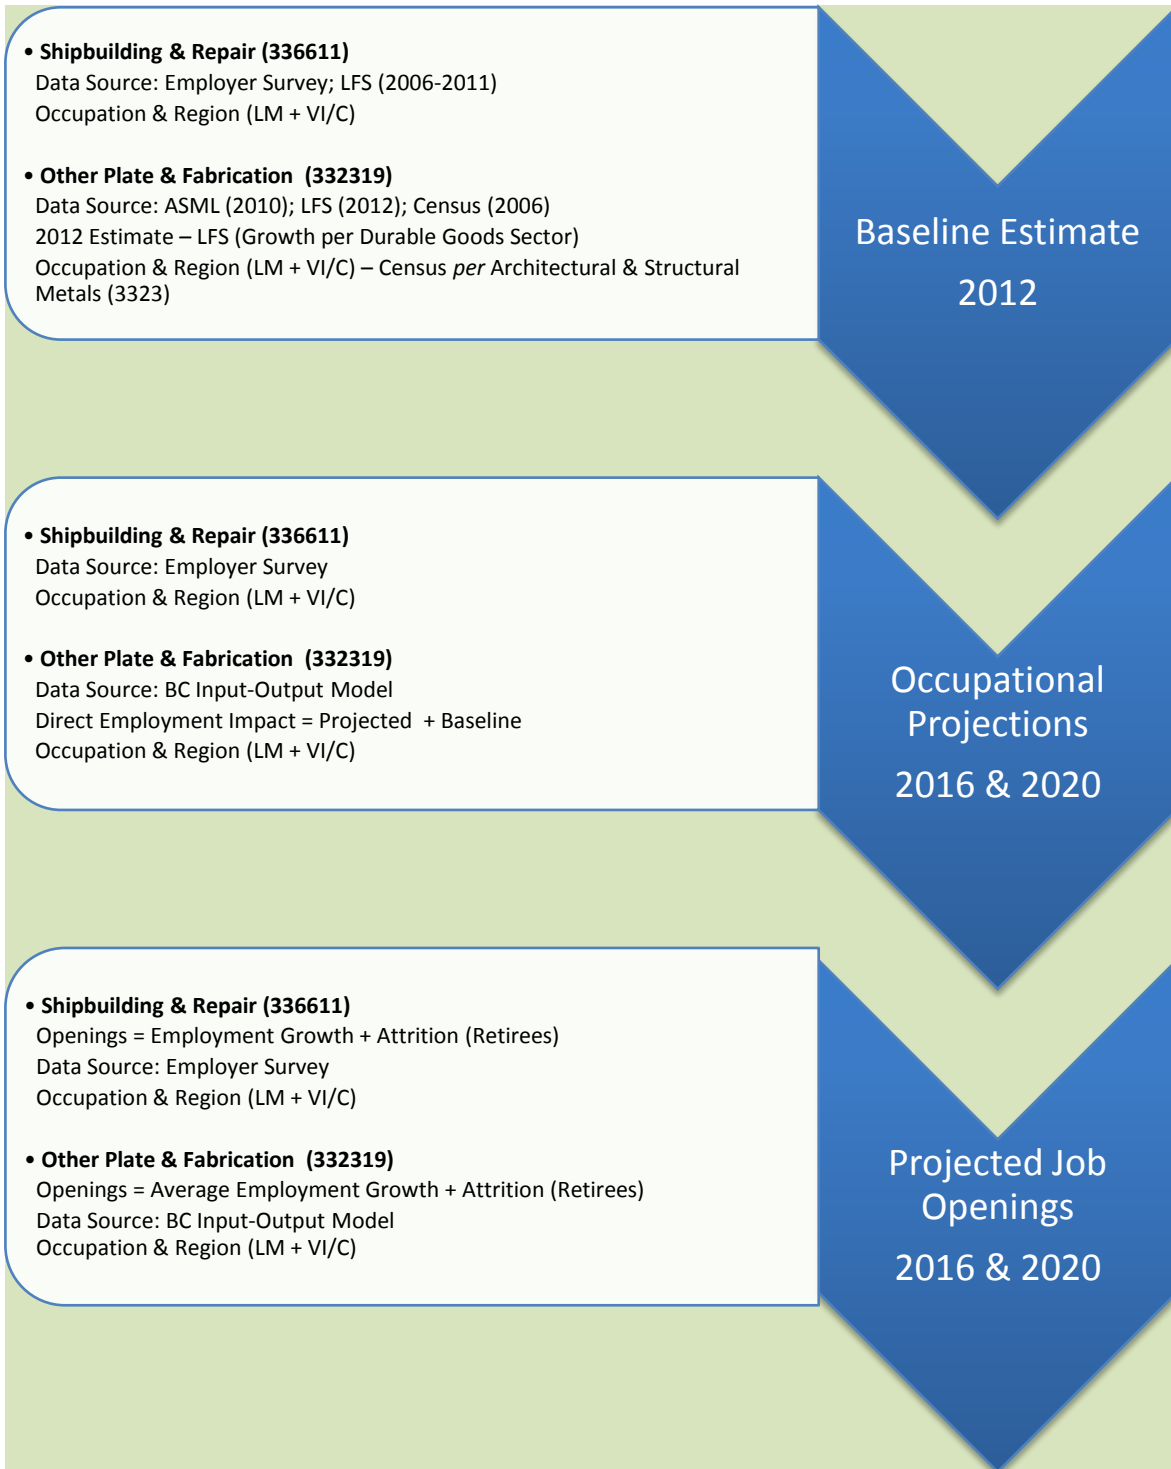 • Shipbuilding & Repair (336611)
Data Source: Employer Survey; LFS (2006-2011)
Occupation & Region (LM + VI/C)
• Other Plate & Fabrication (332319)
Data Source: ASML (2010); LFS (2012); Census (2006)
2012 Estimate – LFS (Growth per Durable Goods Sector)
Occupation & Region (LM + VI/C) – Census per Architectural & Structural
Metals (3323)
Baseline Estimate
2012
• Shipbuilding & Repair (336611)
Data Source: Employer Survey
Occupation & Region (LM + VI/C)
• Other Plate & Fabrication (332319)
Data Source: BC Input-Output Model
Direct Employment Impact = Projected + Baseline
Occupation & Region (LM + VI/C)
Occupational
Projections
2016 & 2020
• Shipbuilding & Repair (336611)
Openings = Employment Growth + Attrition (Retirees)
Data Source: Employer Survey
Occupation & Region (LM + VI/C)
• Other Plate & Fabrication (332319)
Openings = Average Employment Growth + Attrition (Retirees)
Data Source: BC Input-Output Model
Occupation & Region (LM + VI/C)
Projected Job
Openings
2016 & 2020